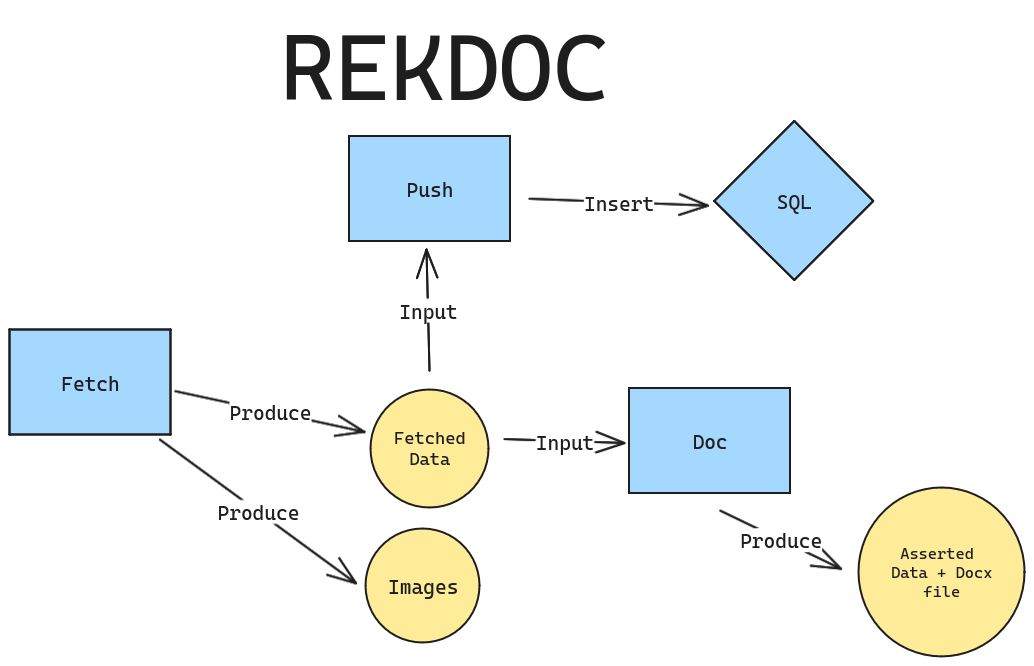 REKDOC
Push
Insert
SQL
Input
Fetch
Produce
Fetched
Data
Input
Doc
Produce
Images
Produce
Asserted
Data + Docx
file